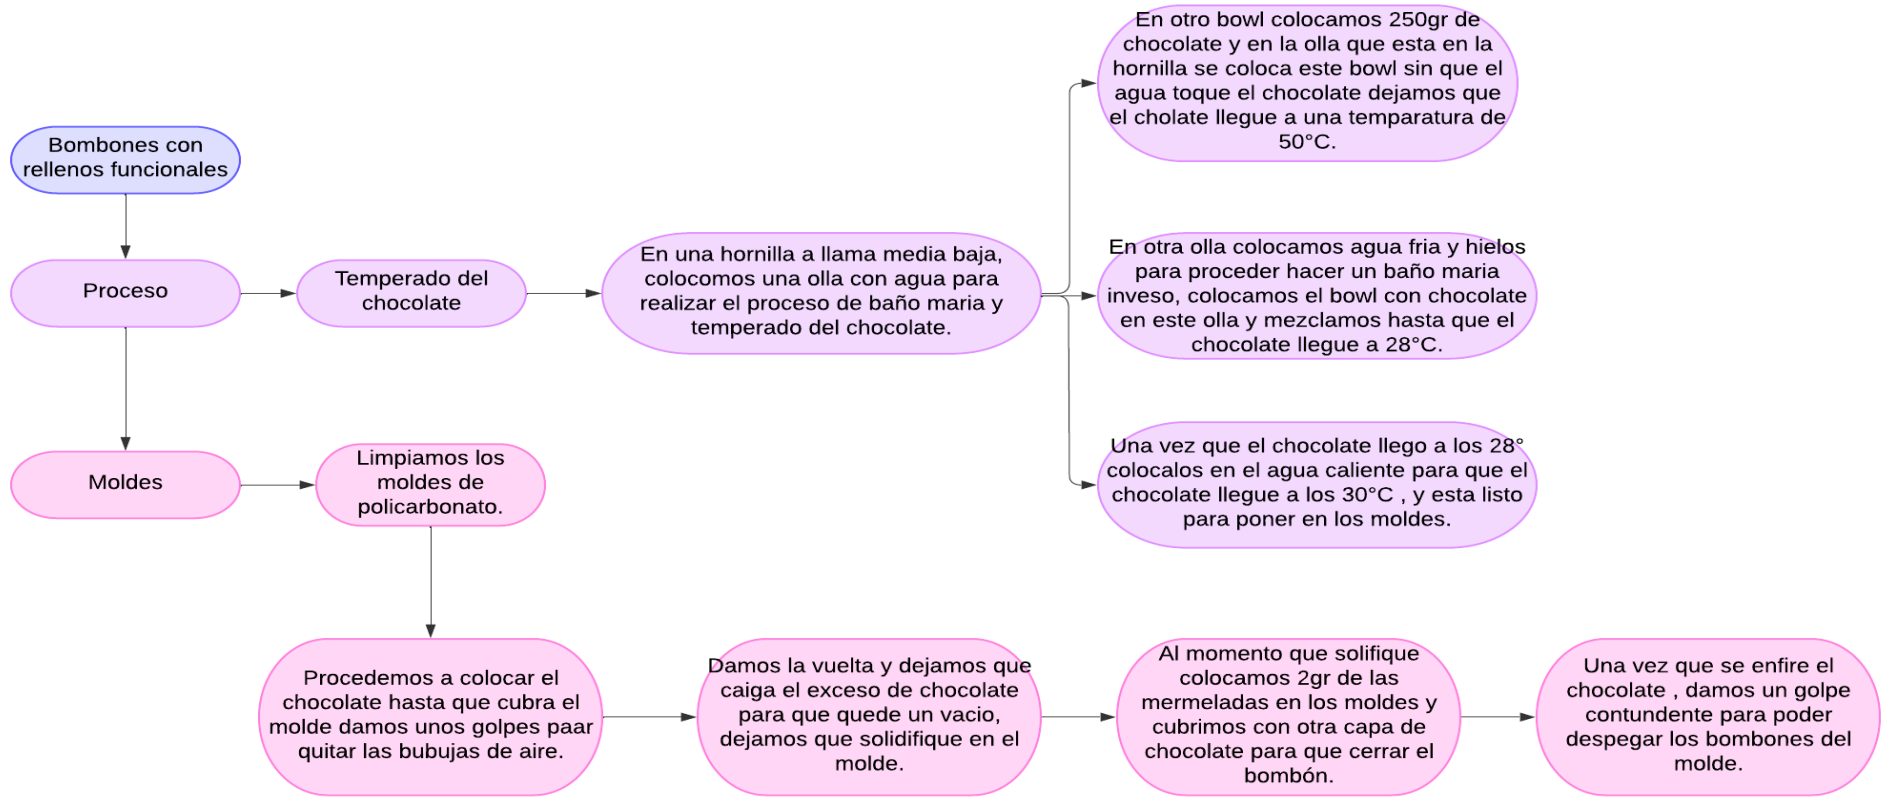 Bombones con
rellenos funcionales
Proceso
Temperado del
chocolate
En una hornilla a llama media baja,
colocomos una olla con agua para
realizar el proceso de baño maria y
temperado del chocolate.
En otro bowl colocamos 250gr de
chocolate y en la olla que esta en la
hornilla se coloca este bowl sin que el
agua toque el chocolate dejamos que
el cholate llegue a una temparatura de
50°C.
En otra olla colocamos agua fria y hielos
para proceder hacer un baño maria
inveso, colocamos el bowl con chocolate
en este olla y mezclamos hasta que el
chocolate llegue a 28°C.
Una vez que el chocolate llego a los 28°
colocalos en el agua caliente para que el
chocolate llegue a los 30°C , y esta listo
para poner en los moldes.
Moldes
Limpiamos los
moldes de
policarbonato.
Procedemos a colocar el
chocolate hasta que cubra el
molde damos unos golpes paar
quitar las bubujas de aire.
Damos la vuelta y dejamos que
caiga el exceso de chocolate
para que quede un vacio,
dejamos que solidifique en el
molde.
Al momento que solifique
colocamos 2gr de las
mermeladas en los moldes y
cubrimos con otra capa de
chocolate para que cerrar el
bombón.
Una vez que se enfire el
chocolate , damos un golpe
contundente para poder
despegar los bombones del
molde.